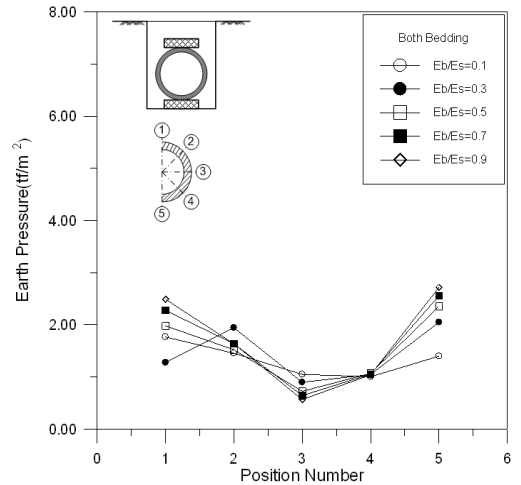 8.00
6.00
4.00
2.00
0.00
Earth Pressure(tf/m²)
1
2
3
4
5
Both Bedding
Eb/Es=0.1
Eb/Es=0.3
Eb/Es=0.5
Eb/Es=0.7
Eb/Es=0.9
0 1 2 3 4 5 6
Position Number